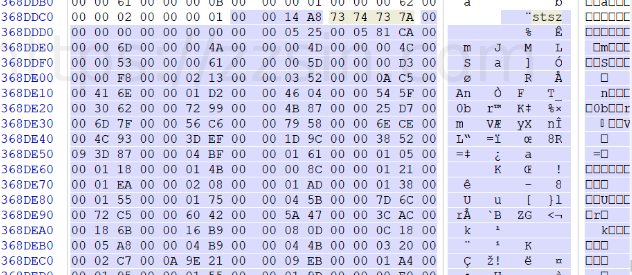 368DDB0 00 00 61 00 00 00 0B 00 00 00 01 00 00 00 62 00 a b
368DDC0 00 00 02 00 00 00 01 00 00 14 A8 73 74 73 7A 00 ¨stsz
368DDD0 00 00 00 00 00 00 00 00 00 05 25 00 05 81 CA 00 % Ê
368DDE0 00 00 6D 00 00 00 4A 00 00 00 4D 00 00 00 4C 00 m J M L
368DDF0 00 00 53 00 00 00 61 00 00 00 5D 00 00 00 D3 00 S a ] Ó
368DE00 00 00 F8 00 00 02 13 00 00 03 52 00 00 0A C5 00 ø R Å
368DE10 00 41 6E 00 00 01 D2 00 00 46 04 00 00 54 5F 00 An Ò F T_
368DE20 00 30 62 00 00 72 99 00 00 4B 87 00 00 25 D7 00 0b r™ K‡ %×
368DE30 00 6D 7F 00 00 56 C6 00 00 79 58 00 00 6E CE 00 m VÆ yX nÎ
368DE40 00 4C 93 00 00 3D EF 00 00 1D 9C 00 00 38 52 00 L“ =ï œ 8R
368DE50 09 3D 87 00 00 04 BF 00 00 01 61 00 00 01 05 00 =‡ ¿ a
368DE60 00 01 18 00 00 01 4B 00 00 00 8C 00 00 01 21 00 K Œ !
368DE70 00 01 EA 00 00 02 08 00 00 01 AD 00 00 01 38 00 ê - 8
368DE80 00 01 55 00 00 01 75 00 00 04 5B 00 00 7D 6C 00 U u [ }l
368DE90 00 72 C5 00 00 60 42 00 00 5A 47 00 00 3C AC 00 rÅ `B ZG <¬
368DEA0 00 18 6B 00 00 16 B9 00 00 08 0D 00 00 0C 18 00 k ¹
368DEB0 00 05 A8 00 00 04 B9 00 00 04 4B 00 00 03 20 00 ¨ ¹ K
368DEC0 00 02 C7 00 0A 9E 21 00 00 09 EB 00 00 01 A4 00 Ç ž! ë ¤